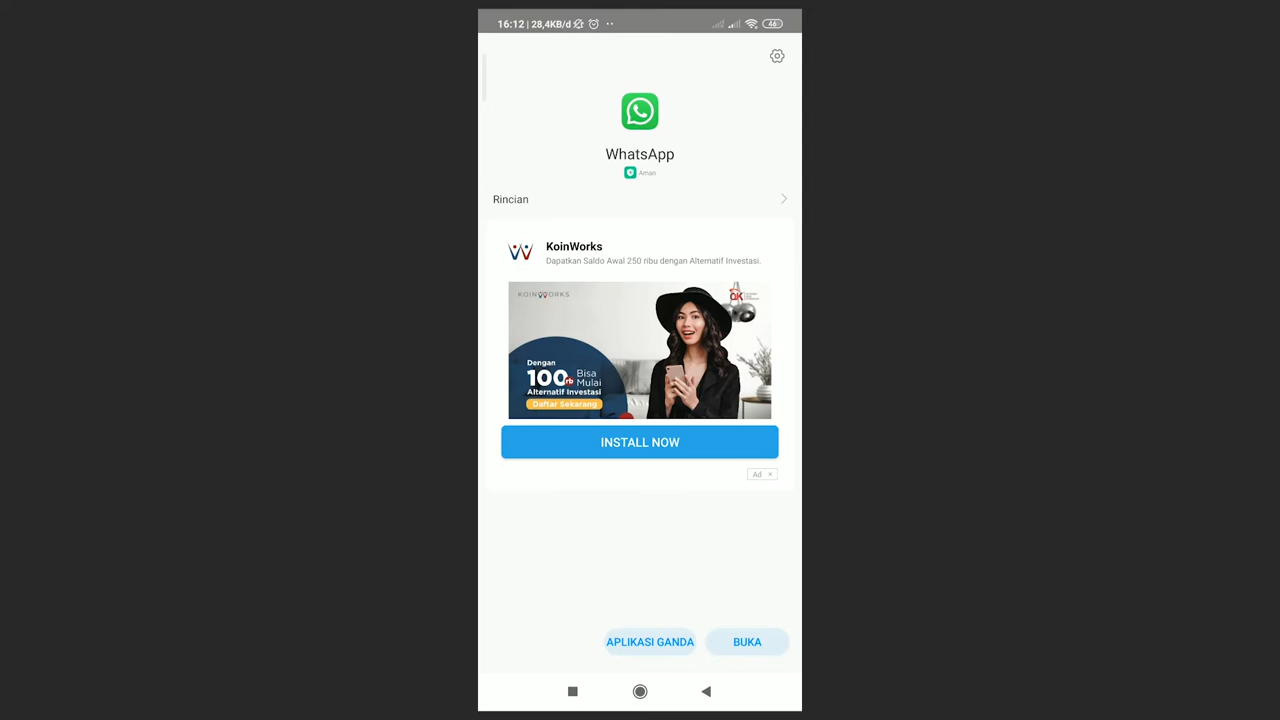 16:12 | 28,4KB/d
46
WhatsApp
Aman
Rincian
KoinWorks
Dapatkan Saldo Awal 250 ribu dengan Alternatif Investasi.
KOINWORKS
Dengan
100rb Bisa Mulai
Alternatif Investasi
Daftar Sekarang
INSTALL NOW
Ad ×
APLIKASI GANDA
BUKA